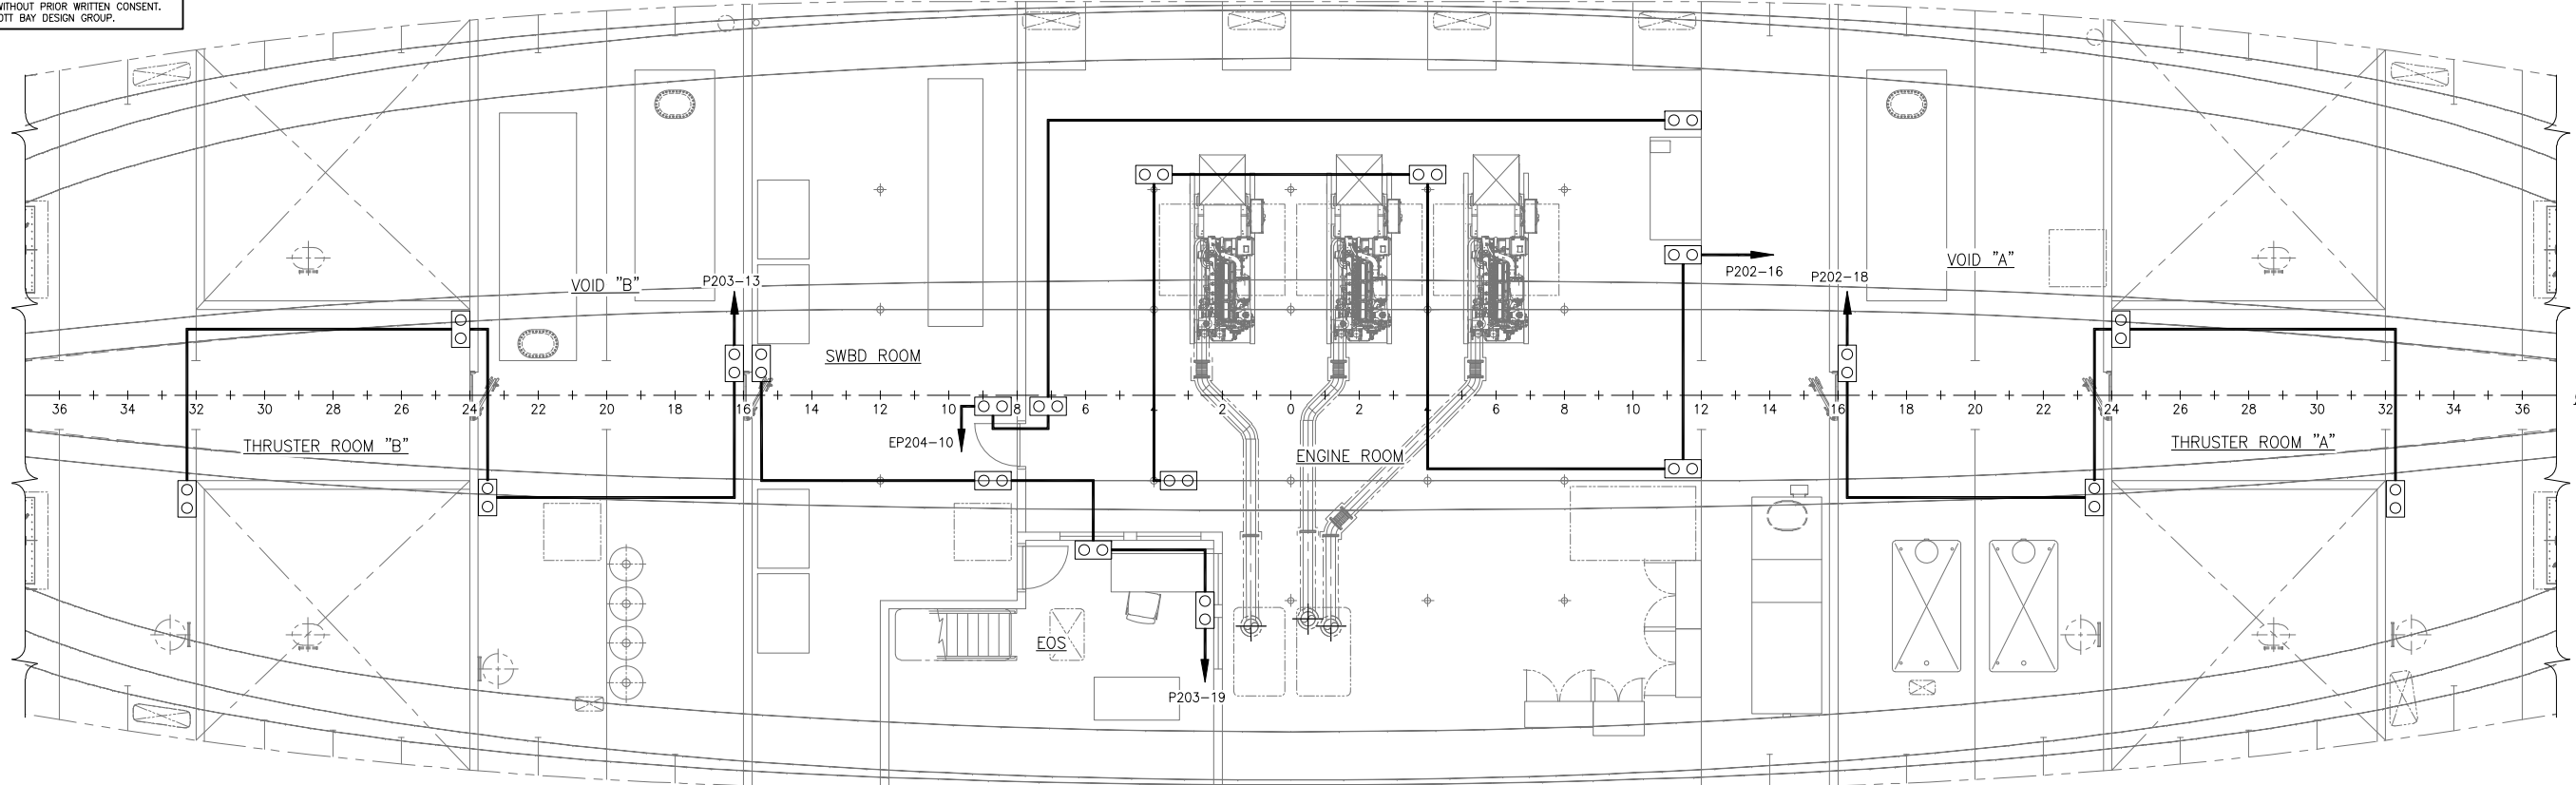 WITHOUT PRIOR WRITTEN CONSENT.
OTT BAY DESIGN GROUP.
VOID "B"
P203-13
P202-16
P202-18
VOID "A"
SWBD ROOM
36 34 32 30 28 26 24 22 20 18 16 14 12 10 8 6 4 2 0 2 4 6 8 10 12 14 16 18 20 22 24 26 28 30 32 34 36
THRUSTER ROOM "B"
EP204-10
ENGINE ROOM
THRUSTER ROOM "A"
EOS
P203-19